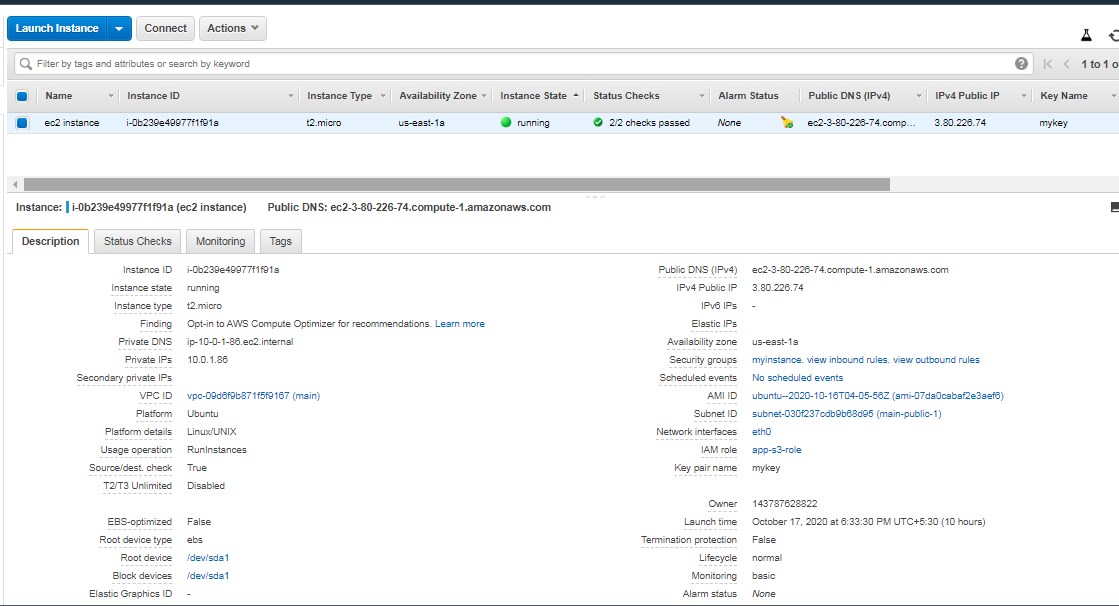 Launch Instance Connect Actions
Filter by tags and attributes or search by keyword 1 to 1 o
Name Instance ID Instance Type Availability Zone Instance State Status Checks Alarm Status Public DNS (IPv4) IPv4 Public IP Key Name
ec2 instance i-0b239e49977f1f91a t2.micro us-east-1a running 2/2 checks passed None ec2-3-80-226-74.comp... 3.80.226.74 mykey
Instance: i-0b239e49977f1f91a (ec2 instance) Public DNS: ec2-3-80-226-74.compute-1.amazonaws.com
Description Status Checks Monitoring Tags
Instance ID i-0b239e49977f1f91a
Instance state running
Instance type t2.micro
Finding Opt-in to AWS Compute Optimizer for recommendations. Learn more
Private DNS ip-10-0-1-86.ec2.internal
Private IPs 10.0.1.86
Secondary private IPs
VPC ID vpc-09d6f9b871f5f9167 (main)
Platform Ubuntu
Platform details Linux/UNIX
Usage operation RunInstances
Source/dest. check True
T2/T3 Unlimited Disabled
EBS-optimized False
Root device type ebs
Root device /dev/sda1
Block devices /dev/sda1
Elastic Graphics ID -
Public DNS (IPv4) ec2-3-80-226-74.compute-1.amazonaws.com
IPv4 Public IP 3.80.226.74
IPv6 IPs -
Elastic IPs
Availability zone us-east-1a
Security groups myinstance. view inbound rules. view outbound rules
Scheduled events No scheduled events
AMI ID ubuntu--2020-10-16T04-05-56Z (ami-07da0cabaf2e3aef6)
Subnet ID subnet-030f237cdb9b68d95 (main-public-1)
Network interfaces eth0
IAM role app-s3-role
Key pair name mykey
Owner 143787628822
Launch time October 17, 2020 at 6:33:30 PM UTC+5:30 (10 hours)
Termination protection False
Lifecycle normal
Monitoring basic
Alarm status None